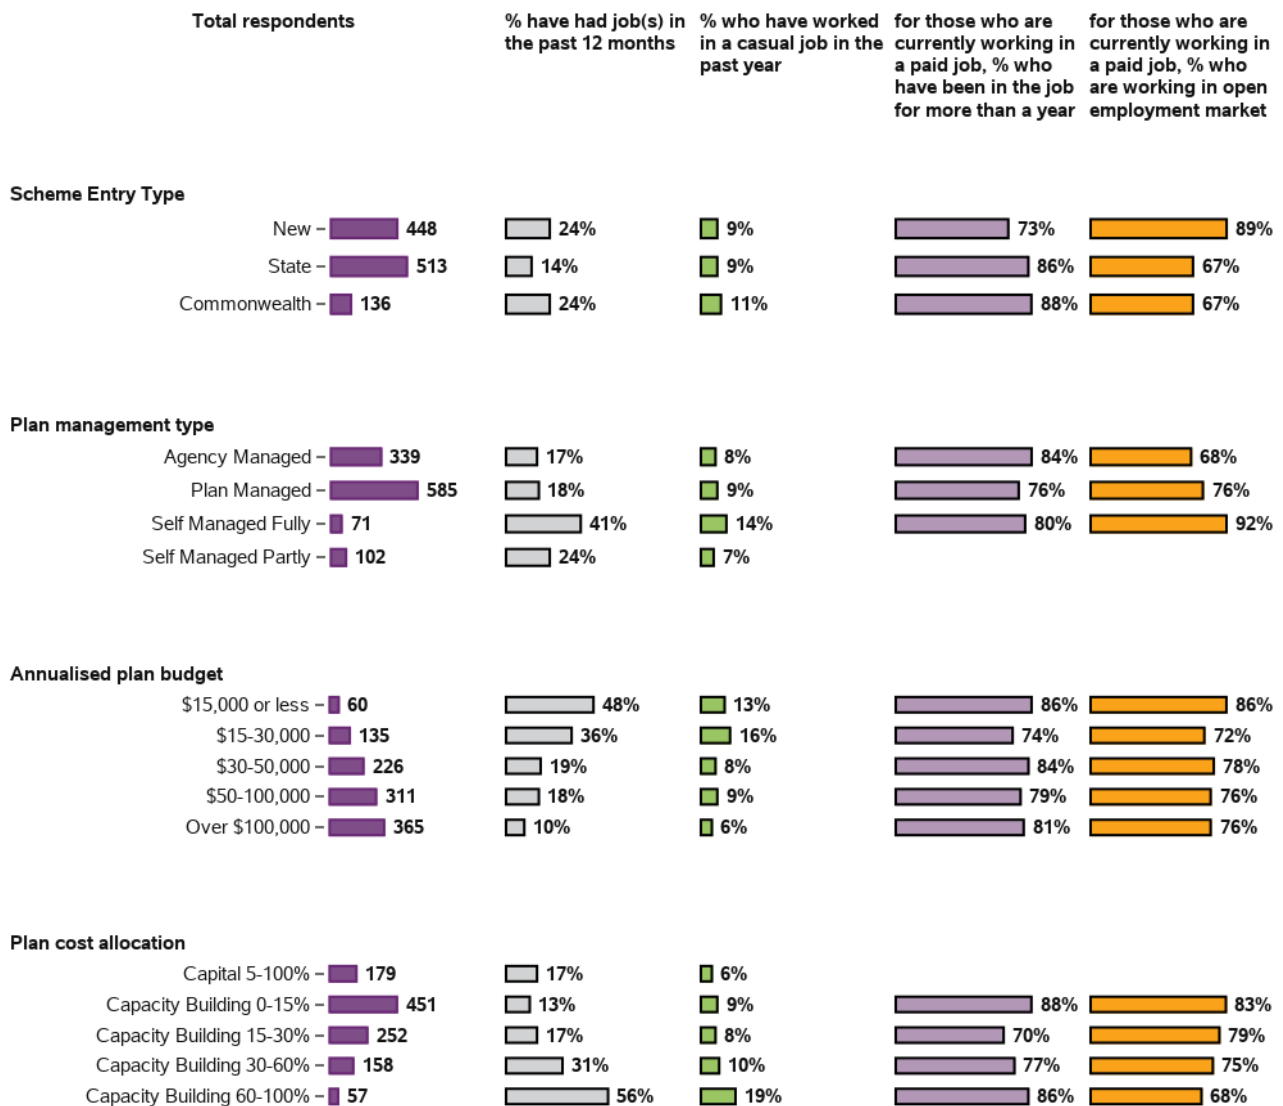 Total respondents
% have had job(s) in
the past 12 months
% who have worked
in a casual job in the
past year
for those who are
currently working in
a paid job, % who
have been in the job
for more than a year
for those who are
currently working in
a paid job, % who
are working in open
employment market
Scheme Entry Type
New 448 24% 9% 73% 89%
State 513 14% 9% 86% 67%
Commonwealth 136 24% 11% 88% 67%
Plan management type
Agency Managed 339 17% 8% 84% 68%
Plan Managed 585 18% 9% 76% 76%
Self Managed Fully 71 41% 14% 80% 92%
Self Managed Partly 102 24% 7%
Annualised plan budget
$15,000 or less 60 48% 13% 86% 86%
$15-30,000 135 36% 16% 74% 72%
$30-50,000 226 19% 8% 84% 78%
$50-100,000 311 18% 9% 79% 76%
Over $100,000 365 10% 6% 81% 76%
Plan cost allocation
Capital 5-100% 179 17% 6%
Capacity Building 0-15% 451 13% 9% 88% 83%
Capacity Building 15-30% 252 17% 8% 70% 79%
Capacity Building 30-60% 158 31% 10% 77% 75%
Capacity Building 60-100% 57 56% 19% 86% 68%